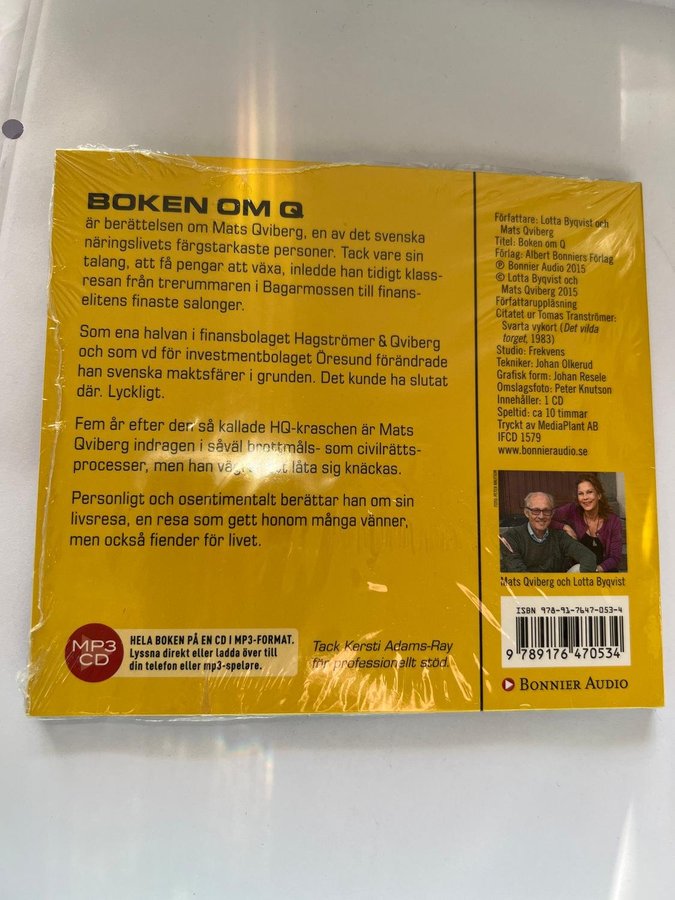 BOKEN OM Q
är berättelsen om Mats Qviberg, en av det svenska
näringslivets färgstarkaste personer. Tack vare sin
talang, att få pengar att växa, inledde han tidigt klass-
resan från trerummaren i Bagarmossen till finans-
elitens finaste salonger.
Som ena halvan i finansbolaget Hagströmer & Qviberg
och som vd för investmentbolaget Öresund förändrade
han svenska maktsfärer i grunden. Det kunde ha slutat
där. Lyckligt.
Fem år efter den så kallade HQ-kraschen är Mats
Qviberg indragen i såväl brottmåls- som civilrätts-
processer, men han låta sig knäckas.
Personligt och osentimentalt berättar han om sin
livsresa, en resa som gett honom många vänner,
men också fiender för livet.
MP3
CD
HELA BOKEN PÅ EN CD I MP3-FORMAT.
Lyssna direkt eller ladda över till
din telefon eller mp3-spelare.
Tack Kersti Adams-Ray
för professionellt stöd.
Författare: Lotta Byqvist och
Mats Qviberg
Titel: Boken om Q
Förlag: Albert Bonniers Förlag
℗ Bonnier Audio 2015
© Lotta Byqvist och
Mats Qviberg 2015
Författaruppläsning
Citatet ur Tomas Tranströmer:
Svarta vykort (Det vilda
torget, 1983)
Studio: Frekvens
Tekniker: Johan Olkerud
Grafisk form: Johan Resele
Omslagsfoto: Peter Knutson
Innehåller: 1 CD
Speltid: ca 10 timmar
Tryckt av MediaPlant AB
IFCD 1579
www.bonnieraudio.se
FOTO: PETER KNUTSON
Mats Qviberg och Lotta Byqvist
ISBN 978-91-7647-053-4
9 789176 470534
BONNIER AUDIO